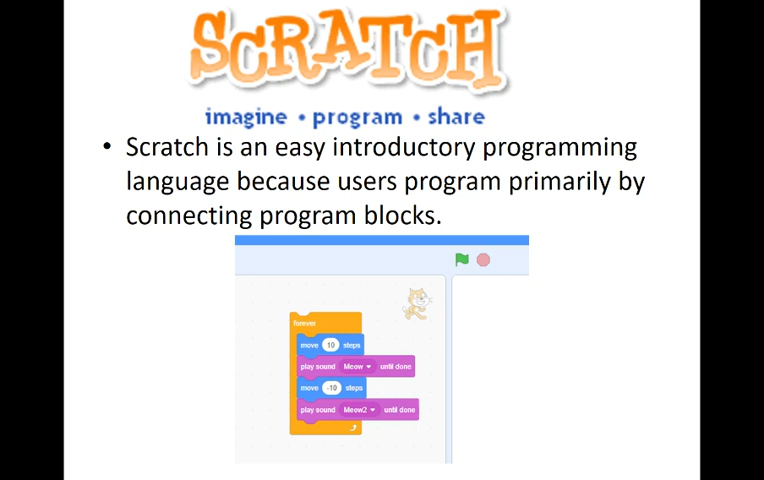 SCRATCH
imagine • program • share
• Scratch is an easy introductory programming
language because users program primarily by
connecting program blocks.
forever
move 10 steps
play sound Meow until done
move -10 steps
play sound Meow2 until done